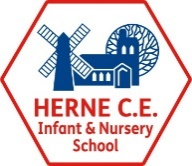 HERNE C.E.
Infant & Nursery
School